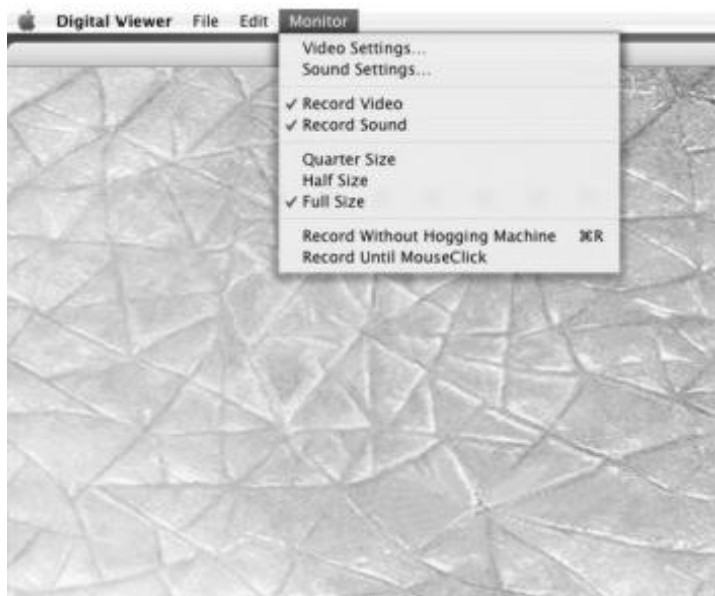 Digital Viewer File Edit Monitor
Video Settings...
Sound Settings...
✓ Record Video
✓ Record Sound
Quarter Size
Half Size
✓ Full Size
Record Without Hogging Machine ⌘R
Record Until MouseClick